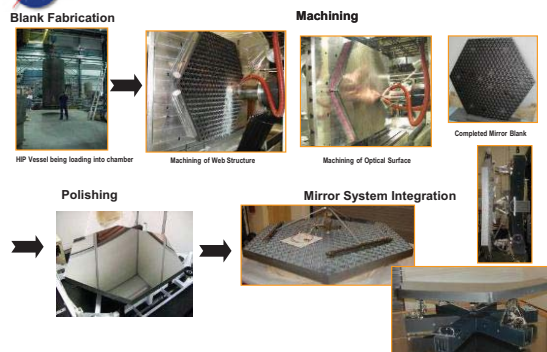 Blank Fabrication
Machining
HIP Vessel being loading into chamber
Machining of Web Structure
Machining of Optical Surface
Completed Mirror Blank
Polishing
Mirror System Integration